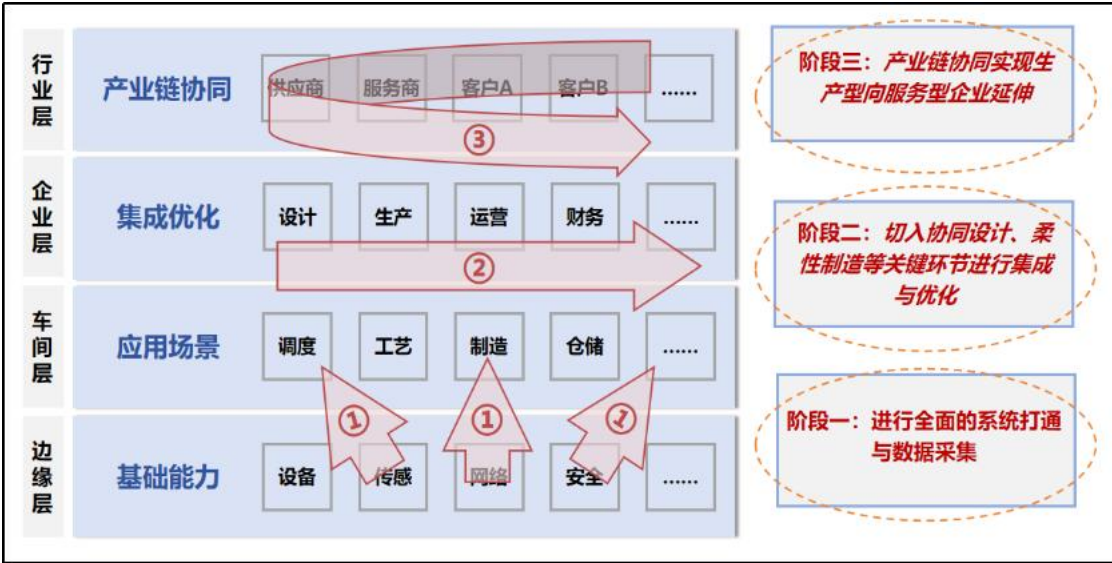 行业层
产业链协同
供应商 服务商 客户A 客户B ......
③
阶段三：产业链协同实现生
产型向服务型企业延伸
企业层
集成优化
设计 生产 运营 财务 ......
②
阶段二：切入协同设计、柔
性制造等关键环节进行集成
与优化
车间层
应用场景
调度 工艺 制造 仓储 ......
① ① ①
阶段一：进行全面的系统打通
与数据采集
边缘层
基础能力
设备 传感 网络 安全 ......